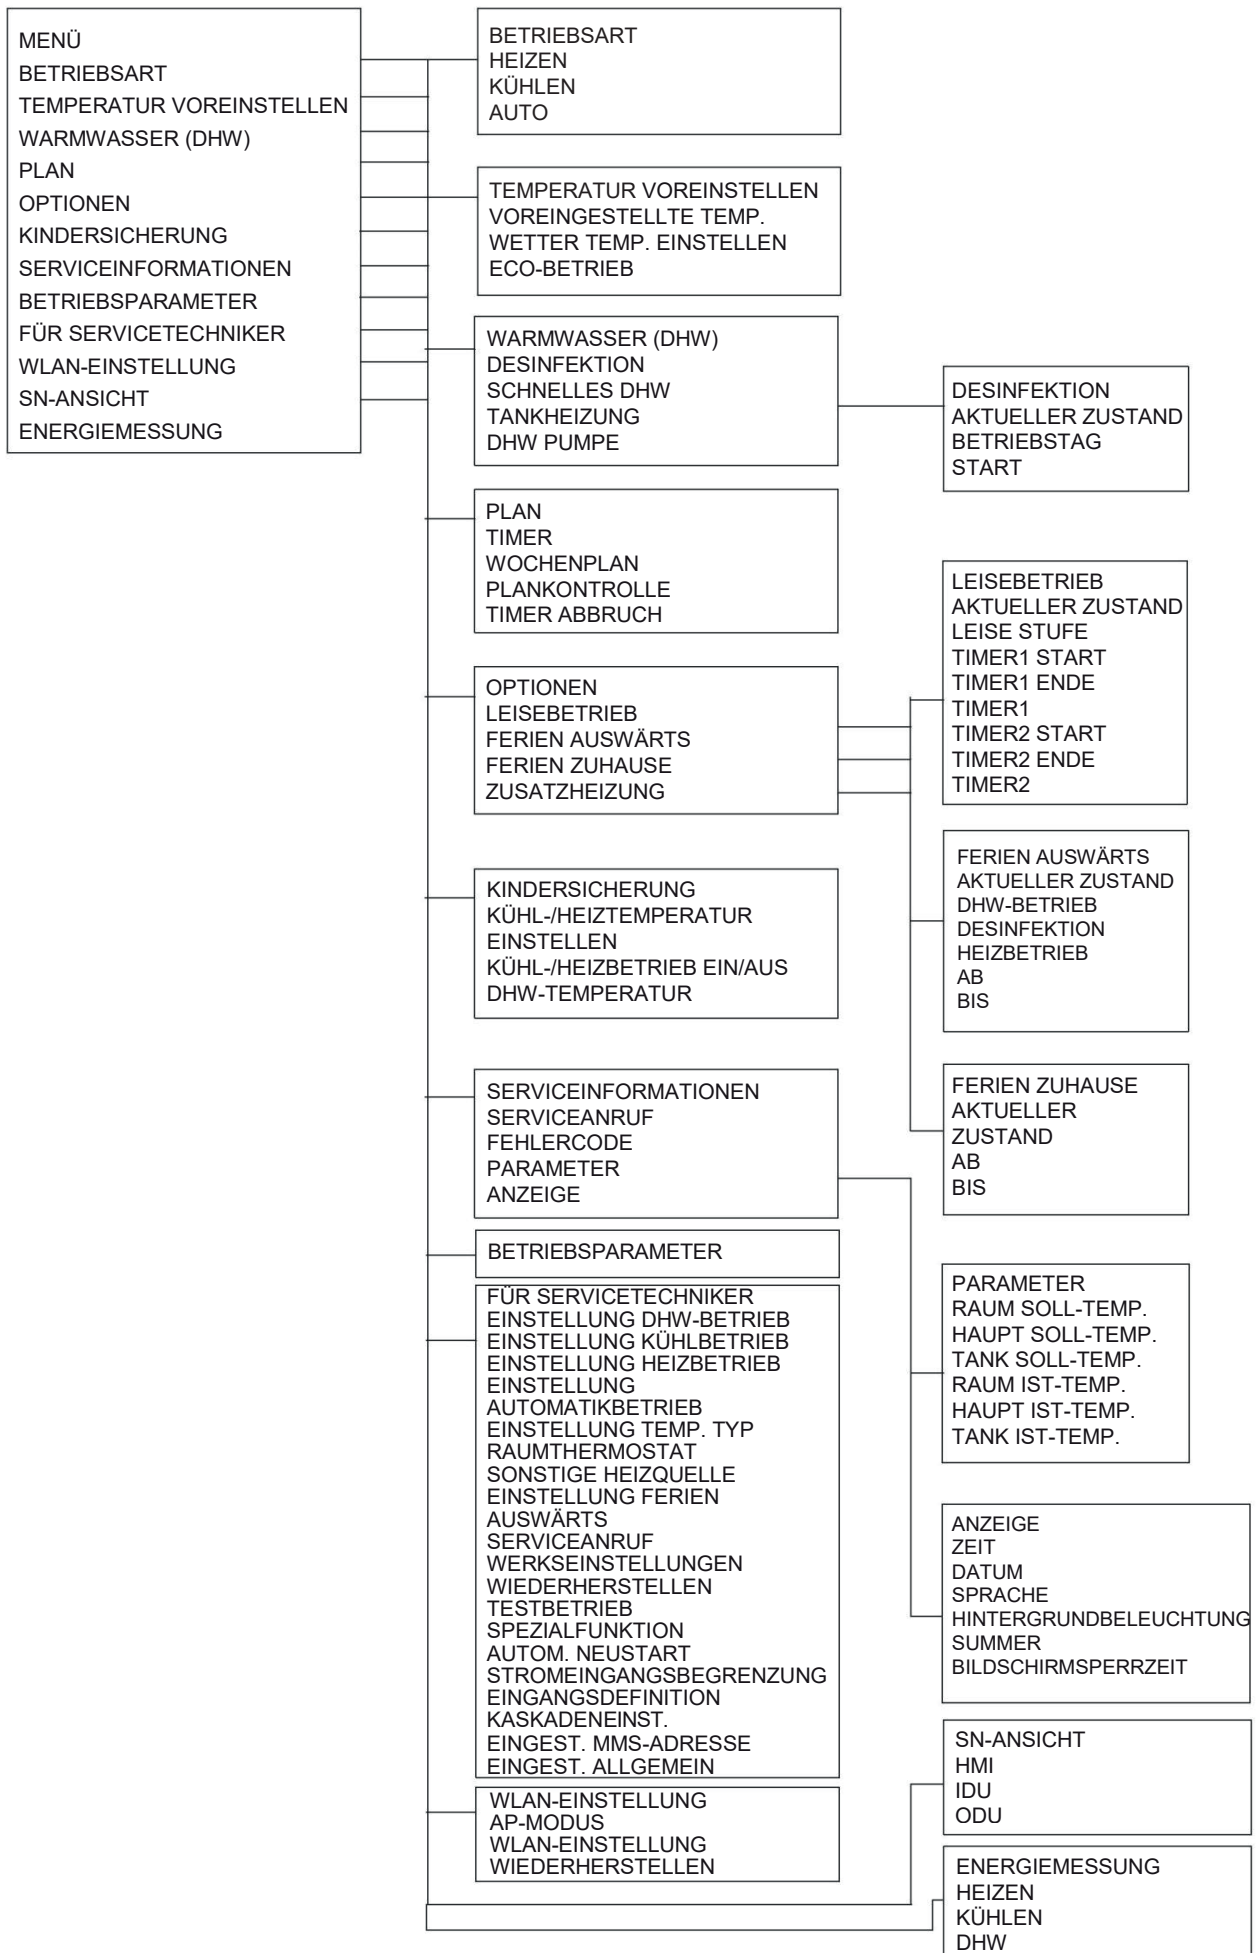 MENÜ
BETRIEBSART
TEMPERATUR VOREINSTELLEN
WARMWASSER (DHW)
PLAN
OPTIONEN
KINDERSICHERUNG
SERVICEINFORMATIONEN
BETRIEBSPARAMETER
FÜR SERVICETECHNIKER
WLAN-EINSTELLUNG
SN-ANSICHT
ENERGIEMESSUNG
BETRIEBSART
HEIZEN
KÜHLEN
AUTO
TEMPERATUR VOREINSTELLEN
VOREINGESTELLTE TEMP.
WETTER TEMP. EINSTELLEN
ECO-BETRIEB
WARMWASSER (DHW)
DESINFEKTION
SCHNELLES DHW
TANKHEIZUNG
DHW PUMPE
DESINFEKTION
AKTUELLER ZUSTAND
BETRIEBSTAG
START
PLAN
TIMER
WOCHENPLAN
PLANKONTROLLE
TIMER ABBRUCH
OPTIONEN
LEISEBETRIEB
FERIEN AUSWÄRTS
FERIEN ZUHAUSE
ZUSATZHEIZUNG
LEISEBETRIEB
AKTUELLER ZUSTAND
LEISE STUFE
TIMER1 START
TIMER1 ENDE
TIMER1
TIMER2 START
TIMER2 ENDE
TIMER2
FERIEN AUSWÄRTS
AKTUELLER ZUSTAND
DHW-BETRIEB
DESINFEKTION
HEIZBETRIEB
AB
BIS
FERIEN ZUHAUSE
AKTUELLER
ZUSTAND
AB
BIS
KINDERSICHERUNG
KÜHL-/HEIZTEMPERATUR
EINSTELLEN
KÜHL-/HEIZBETRIEB EIN/AUS
DHW-TEMPERATUR
SERVICEINFORMATIONEN
SERVICEANRUF
FEHLERCODE
PARAMETER
ANZEIGE
PARAMETER
RAUM SOLL-TEMP.
HAUPT SOLL-TEMP.
TANK SOLL-TEMP.
RAUM IST-TEMP.
HAUPT IST-TEMP.
TANK IST-TEMP.
ANZEIGE
ZEIT
DATUM
SPRACHE
HINTERGRUNDBELEUCHTUNG
SUMMER
BILDSCHIRMSPERRZEIT
BETRIEBSPARAMETER
FÜR SERVICETECHNIKER
EINSTELLUNG DHW-BETRIEB
EINSTELLUNG KÜHLBETRIEB
EINSTELLUNG HEIZBETRIEB
EINSTELLUNG
AUTOMATIKBETRIEB
EINSTELLUNG TEMP. TYP
RAUMTHERMOSTAT
SONSTIGE HEIZQUELLE
EINSTELLUNG FERIEN
AUSWÄRTS
SERVICEANRUF
WERKSEINSTELLUNGEN
WIEDERHERSTELLEN
TESTBETRIEB
SPEZIALFUNKTION
AUTOM. NEUSTART
STROMEINGANGSBEGRENZUNG
EINGANGSDEFINITION
KASKADENEINST.
EINGEST. MMS-ADRESSE
EINGEST. ALLGEMEIN
WLAN-EINSTELLUNG
AP-MODUS
WLAN-EINSTELLUNG
WIEDERHERSTELLEN
SN-ANSICHT
HMI
IDU
ODU
ENERGIEMESSUNG
HEIZEN
KÜHLEN
DHW